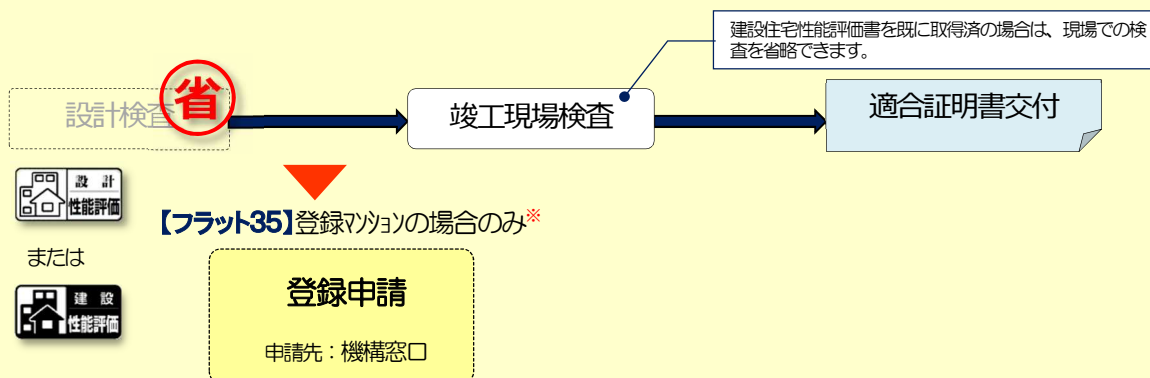 建設住宅性能評価書を既に取得済の場合は、現場での検
査を省略できます。
設計検査
省
竣工現場検査
適合証明書交付
設計
性能評価
【フラット35】登録マンションの場合のみ※
または
建設
性能評価
登録申請
申請先：機構窓口